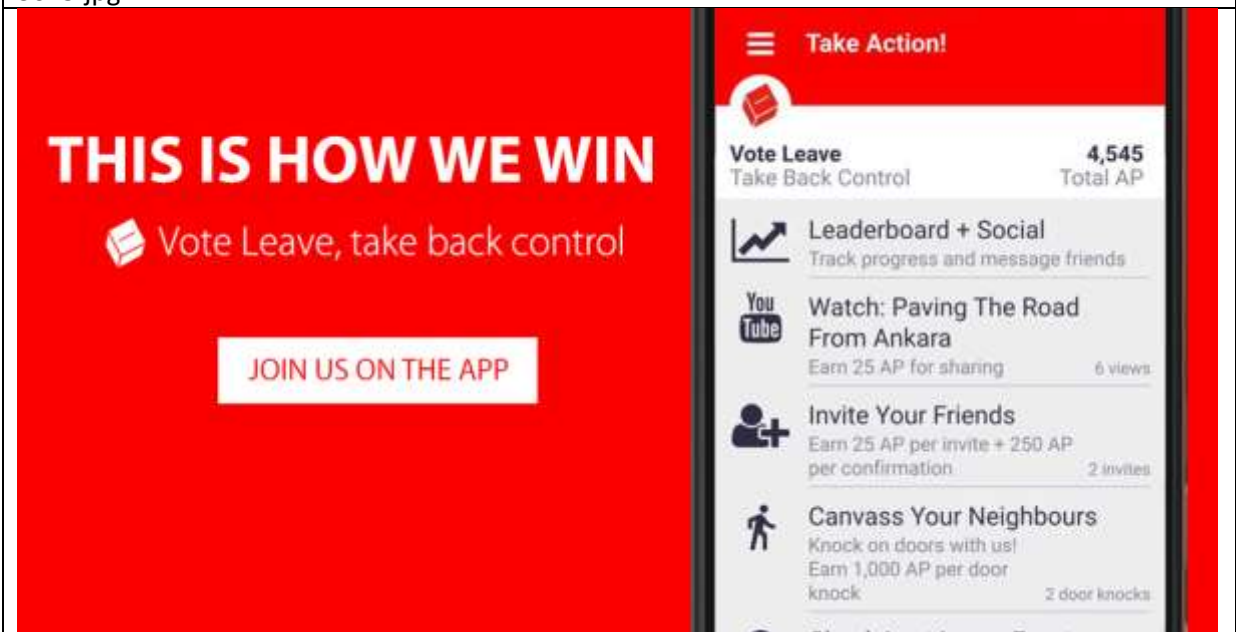 THIS IS HOW WE WIN
Vote Leave, take back control
JOIN US ON THE APP
Take Action!
Vote Leave 4,545
Take Back Control Total AP
Leaderboard + Social
Track progress and message friends
You
Tube
Watch: Paving The Road
From Ankara
Earn 25 AP for sharing 6 views
Invite Your Friends
Earn 25 AP per invite + 250 AP
per confirmation 2 invites
Canvass Your Neighbours
Knock on doors with us!
Earn 1,000 AP per door
knock 2 door knocks